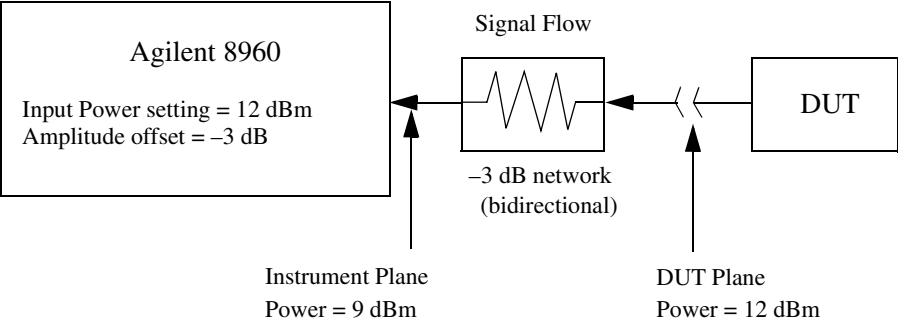 Signal Flow
Agilent 8960
Input Power setting = 12 dBm
Amplitude offset = –3 dB
DUT
–3 dB network
(bidirectional)
Instrument Plane
Power = 9 dBm
DUT Plane
Power = 12 dBm